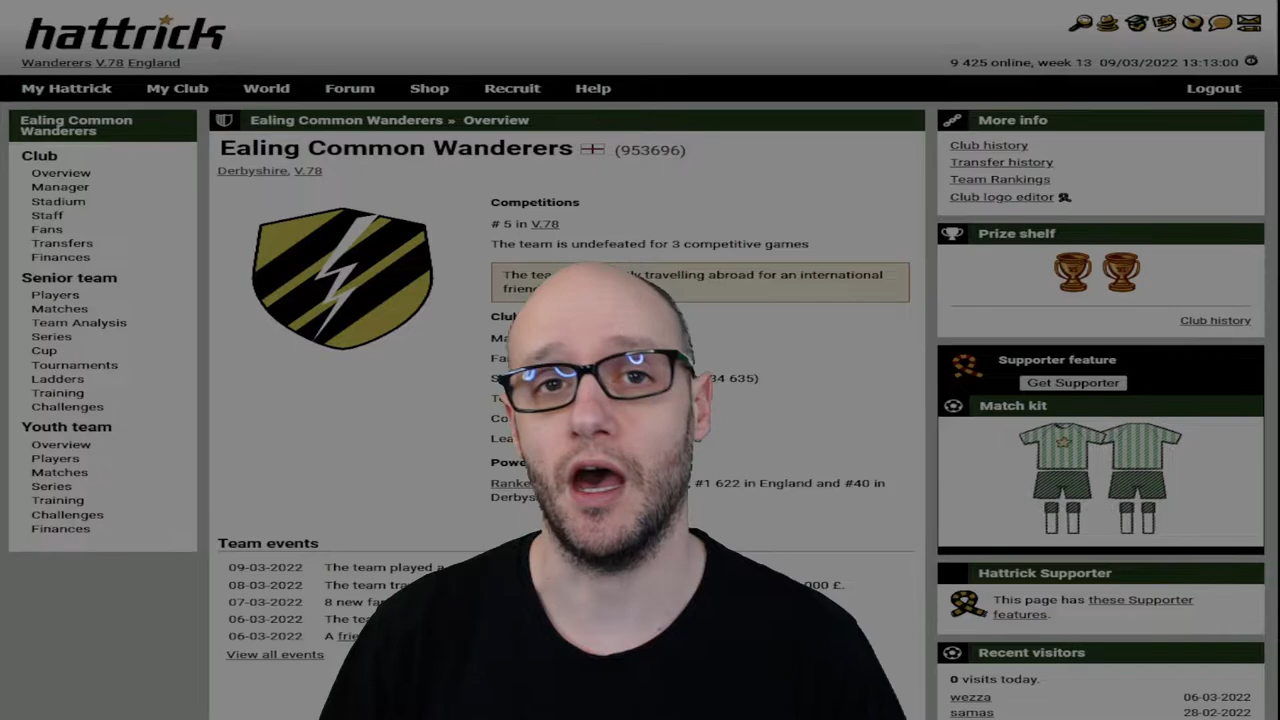 hattrick
Wanderers V.78 England
9 425 online, week 13 09/03/2022 13:13:00
My Hattrick My Club World Forum Shop Recruit Help Logout
Ealing Common
Wanderers
Club
Overview
Manager
Stadium
Staff
Fans
Transfers
Finances
Senior team
Players
Matches
Team Analysis
Series
Cup
Tournaments
Ladders
Training
Challenges
Youth team
Overview
Players
Matches
Series
Training
Challenges
Finances
Ealing Common Wanderers » Overview
Ealing Common Wanderers (953696)
Derbyshire, V.78
Competitions
# 5 in V.78
The team is undefeated for 3 competitive games
The travelling abroad for an international
634 635)
#1 622 in England and #40 in
Team events
09-03-2022 The team played
08-03-2022 The team 000 £.
07-03-2022 8 new
06-03-2022 The
06-03-2022 A
View all events
More info
Club history
Transfer history
Team Rankings
Club logo editor
Prize shelf
Club history
Supporter feature
Get Supporter
Match kit
Hattrick Supporter
This page has these Supporter
features.
Recent visitors
0 visits today.
wezza 06-03-2022
samas 28-02-2022